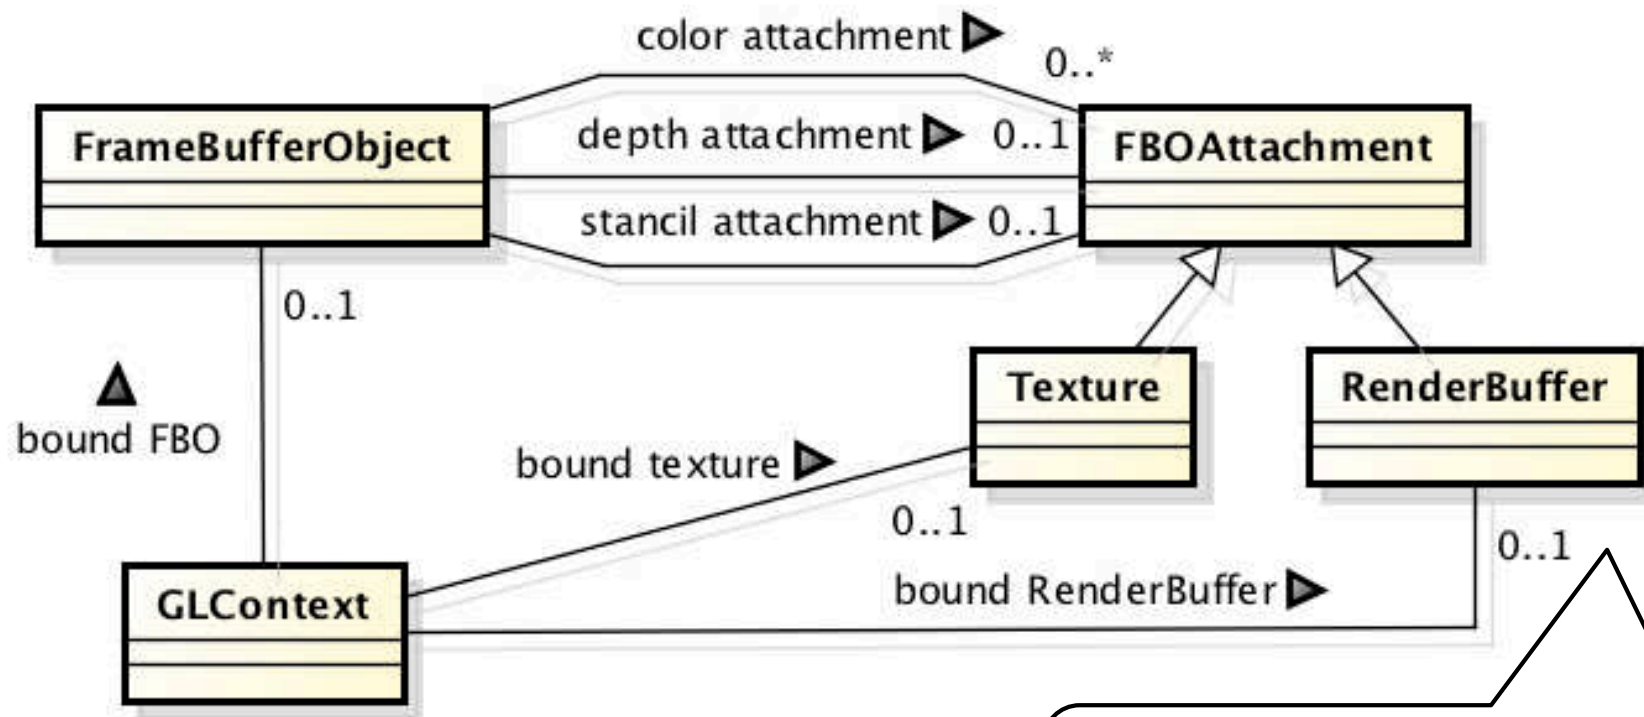 color attachment
0..*
FrameBufferObject
depth attachment 0..1
FBOAttachment
stancil attachment 0..1
0..1
Texture
RenderBuffer
bound FBO
bound texture
0..1
0..1
bound RenderBuffer
GLContext